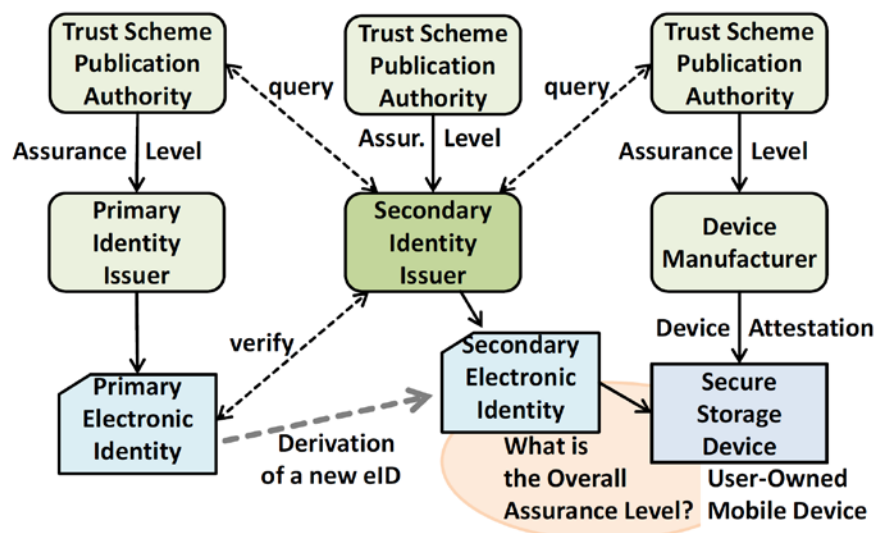 Trust Scheme
Publication
Authority
Trust Scheme
Publication
Authority
Trust Scheme
Publication
Authority
query
query
Assurance Level
Assur. Level
Assurance Level
Primary
Identity
Issuer
Secondary
Identity
Issuer
Device
Manufacturer
verify
Device Attestation
Primary
Electronic
Identity
Secondary
Electronic
Identity
Secure
Storage
Device
Derivation
of a new eID
What is
the Overall
Assurance Level?
User-Owned
Mobile Device